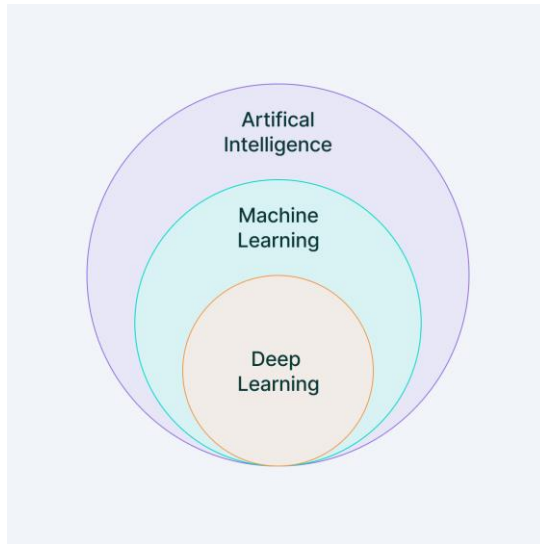 Artifical
Intelligence
Machine
Learning
Deep
Learning